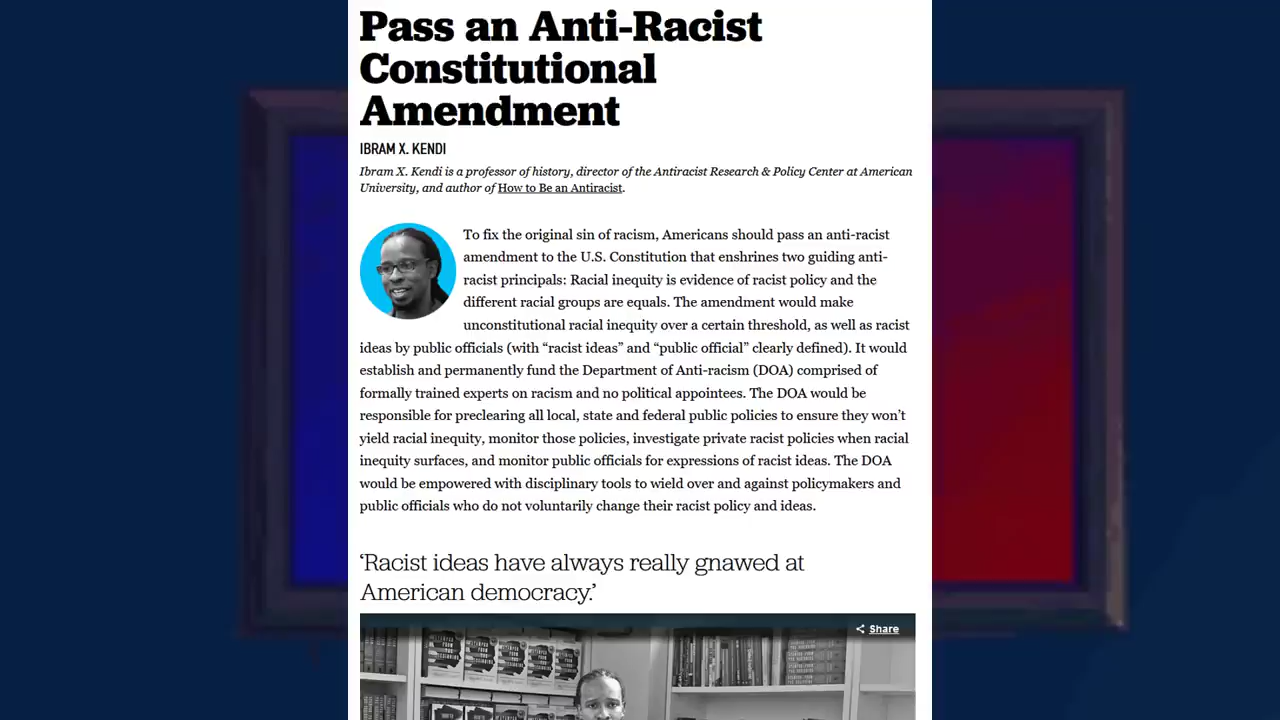 Pass an Anti-Racist
Constitutional
Amendment
IBRAM X. KENDI
Ibram X. Kendi is a professor of history, director of the Antiracist Research & Policy Center at American
University, and author of How to Be an Antiracist.
To fix the original sin of racism, Americans should pass an anti-racist
amendment to the U.S. Constitution that enshrines two guiding anti-
racist principals: Racial inequity is evidence of racist policy and the
different racial groups are equals. The amendment would make
unconstitutional racial inequity over a certain threshold, as well as racist
ideas by public officials (with “racist ideas” and “public official” clearly defined). It would
establish and permanently fund the Department of Anti-racism (DOA) comprised of
formally trained experts on racism and no political appointees. The DOA would be
responsible for preclearing all local, state and federal public policies to ensure they won’t
yield racial inequity, monitor those policies, investigate private racist policies when racial
inequity surfaces, and monitor public officials for expressions of racist ideas. The DOA
would be empowered with disciplinary tools to wield over and against policymakers and
public officials who do not voluntarily change their racist policy and ideas.
‘Racist ideas have always really gnawed at
American democracy.’
Share